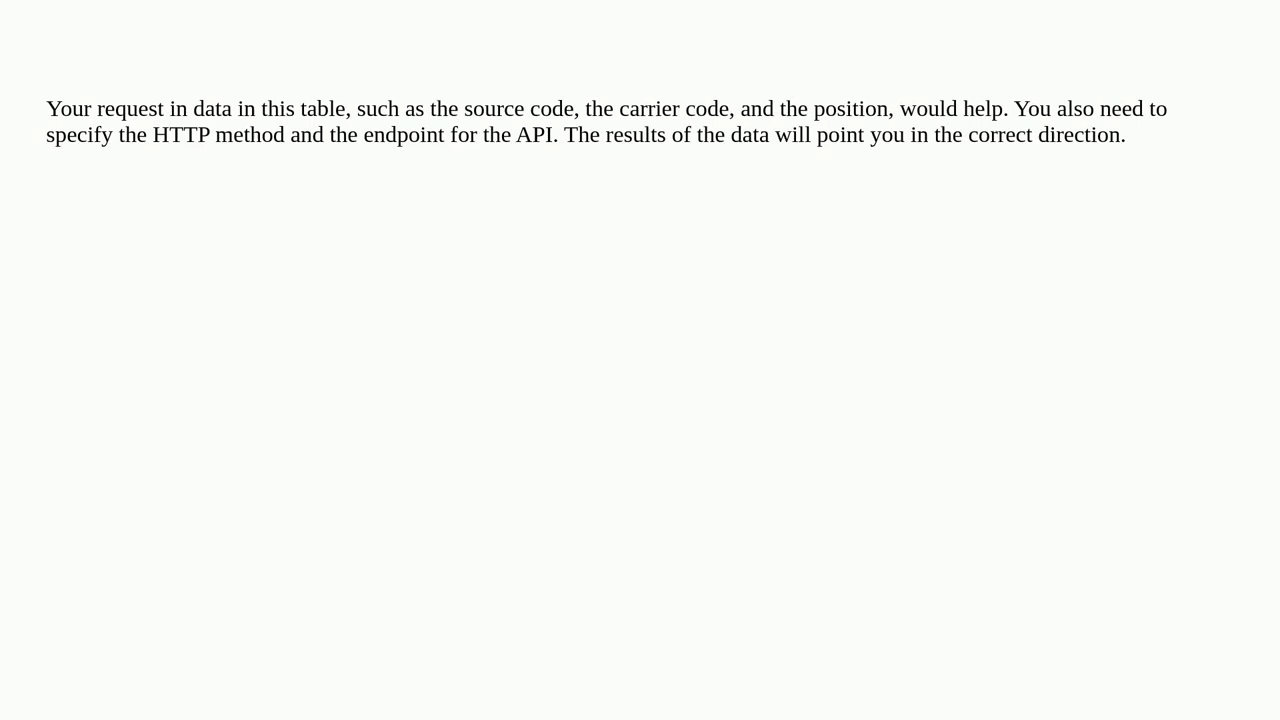 Your request in data in this table, such as the source code, the carrier code, and the position, would help. You also need to
specify the HTTP method and the endpoint for the API. The results of the data will point you in the correct direction.